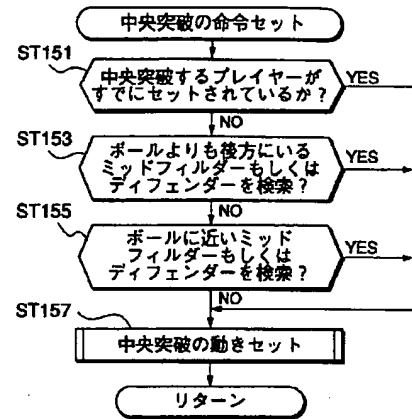 中央突破の命令セット
ST151
中央突破するプレイヤーが
すでにセットされているか？
YES
NO
ST153
ボールよりも後方にいる
ミッドフィルダーもしくは
ディフェンダーを検索？
YES
NO
ST155
ボールに近いミッド
フィルダーもしくは
ディフェンダーを検索？
YES
NO
ST157
中央突破の動きセット
リターン